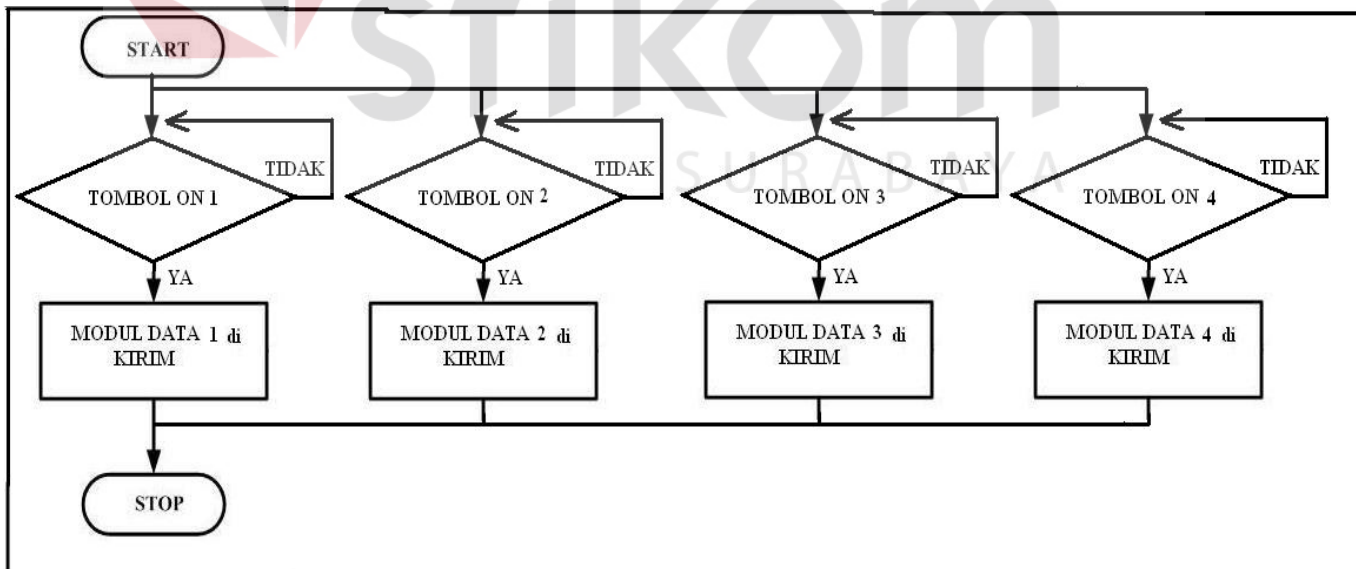 stikom
SURABAYA
START
TIDAK
TOMBOL ON 1
YA
MODUL DATA 1 di
KIRIM
TIDAK
TOMBOL ON 2
YA
MODUL DATA 2 di
KIRIM
TIDAK
TOMBOL ON 3
YA
MODUL DATA 3 di
KIRIM
TIDAK
TOMBOL ON 4
YA
MODUL DATA 4 di
KIRIM
STOP